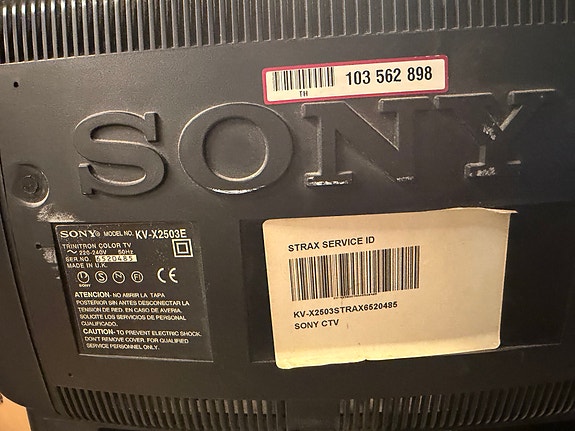 103 562 898
TH
SONY
SONY® MODEL NO. KV-X2503E
TRINITRON COLOR TV
~ 220-240V 50Hz
SER.NO. 6520485
MADE IN U.K.
S N F CE
ATENCION- NO ABRIR LA TAPA
POSTERIOR SIN ANTES DESCONECTAR LA
TENSION DE RED. EN CASO DE AVERIA,
SOLICITE LOS SERVICIOS DE PERSONAL
CUALIFICADO.
CAUTION- TO PREVENT ELECTRIC SHOCK,
DON'T REMOVE COVER. FOR QUALIFIED
SERVICE PERSONNEL ONLY.
STRAX SERVICE ID
KV-X2503STRAX6520485
SONY CTV